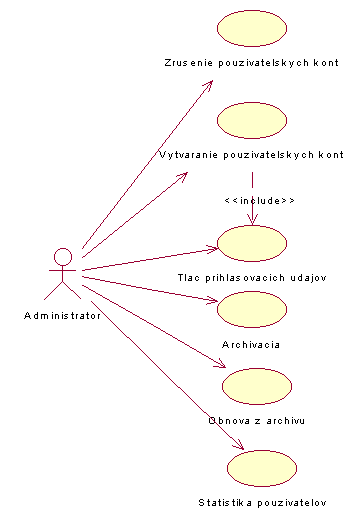 Zrusenie pouzivatelskych kont
Vytvaranie pouzivatelskych kont
<<include>>
Tlac prihlasovacich udajov
Administrator
Archivacia
Obnova z archivu
Statistika pouzivatelov